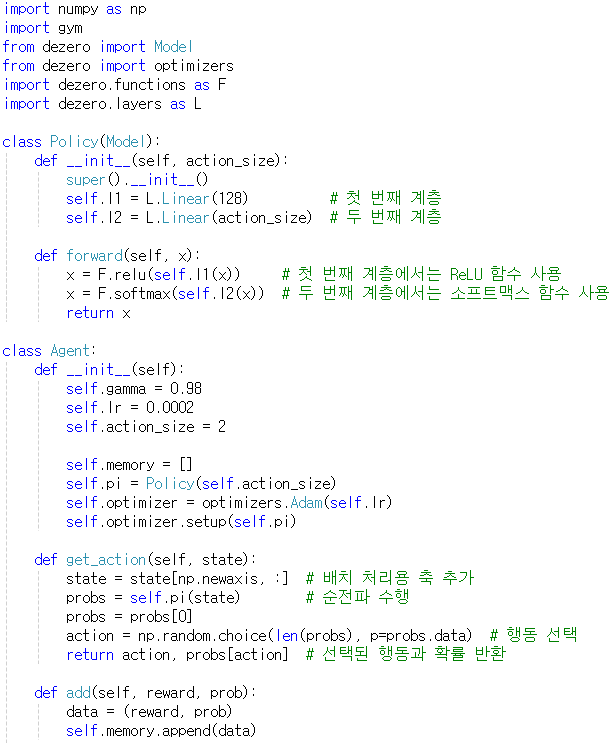 import numpy as np
import gym
from dezero import Model
from dezero import optimizers
import dezero.functions as F
import dezero.layers as L

class Policy(Model):
    def __init__(self, action_size):
        super().__init__()
        self.l1 = L.Linear(128)          # 첫 번째 계층
        self.l2 = L.Linear(action_size)  # 두 번째 계층

    def forward(self, x):
        x = F.relu(self.l1(x))     # 첫 번째 계층에서는 ReLU 함수 사용
        x = F.softmax(self.l2(x))  # 두 번째 계층에서는 소프트맥스 함수 사용
        return x

class Agent:
    def __init__(self):
        self.gamma = 0.98
        self.lr = 0.0002
        self.action_size = 2

        self.memory = []
        self.pi = Policy(self.action_size)
        self.optimizer = optimizers.Adam(self.lr)
        self.optimizer.setup(self.pi)

    def get_action(self, state):
        state = state[np.newaxis, :]  # 배치 처리용 축 추가
        probs = self.pi(state)        # 순전파 수행
        probs = probs[0]
        action = np.random.choice(len(probs), p=probs.data)  # 행동 선택
        return action, probs[action]  # 선택된 행동과 확률 반환

    def add(self, reward, prob):
        data = (reward, prob)
        self.memory.append(data)